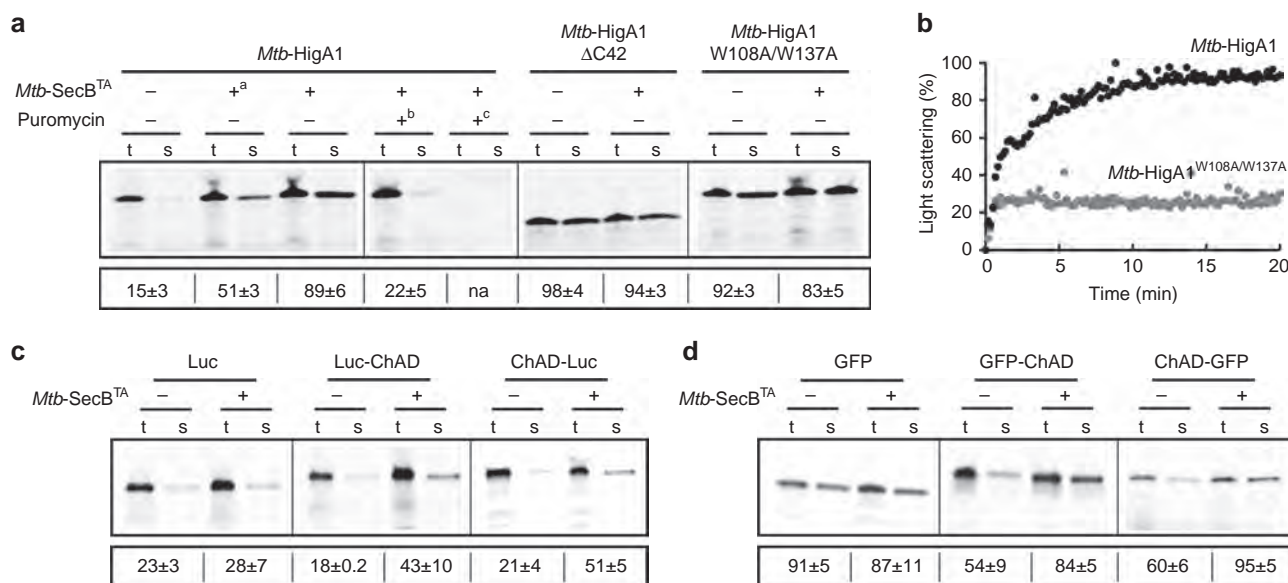 a
Mtb-HigA1
Mtb-HigA1
ΔC42
Mtb-HigA1
W108A/W137A
Mtb-SecB^TA – +^a + + + – + – +
Puromycin – – – +^b +^c – – – –
t s t s t s t s t s t s t s t s t s
15±3 51±3 89±6 22±5 na 98±4 94±3 92±3 83±5
b
Light scattering (%)
100
80
60
40
20
0
Mtb-HigA1
Mtb-HigA1^W108A/W137A
0 5 10 15 20
Time (min)
c
Luc Luc-ChAD ChAD-Luc
Mtb-SecB^TA – + – + – +
t s t s t s t s t s t s
23±3 28±7 18±0.2 43±10 21±4 51±5
d
GFP GFP-ChAD ChAD-GFP
Mtb-SecB^TA – + – + – +
t s t s t s t s t s t s
91±5 87±11 54±9 84±5 60±6 95±5